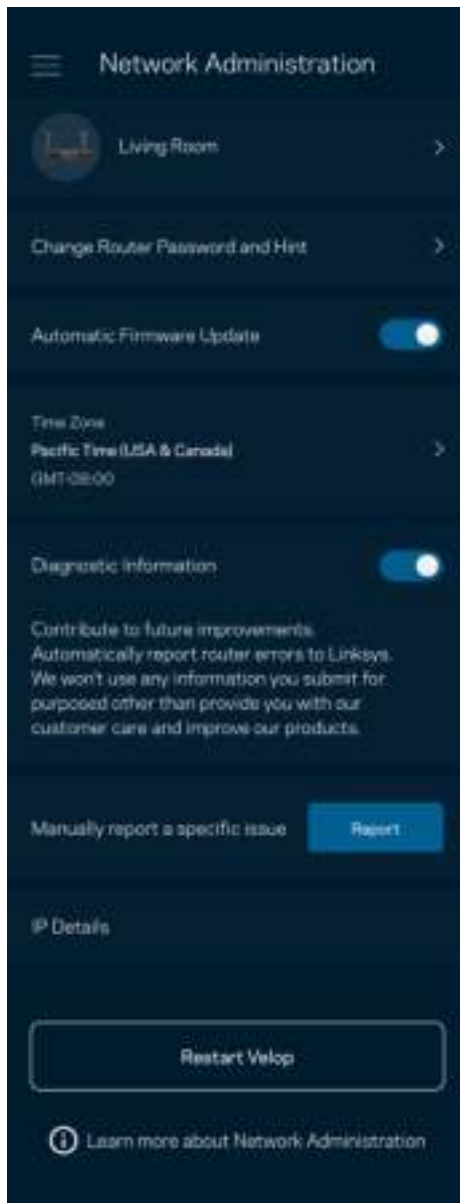 Network Administration
Living Room
Change Router Password and Hint
Automatic Firmware Update
Time Zone
Pacific Time (USA & Canada)
GMT-08:00
Diagnostic Information
Contribute to future improvements.
Automatically report router errors to Linksys.
We won't use any information you submit for
purposed other than provide you with our
customer care and improve our products.
Manually report a specific issue
Report
IP Details
Restart Velop
Learn more about Network Administration